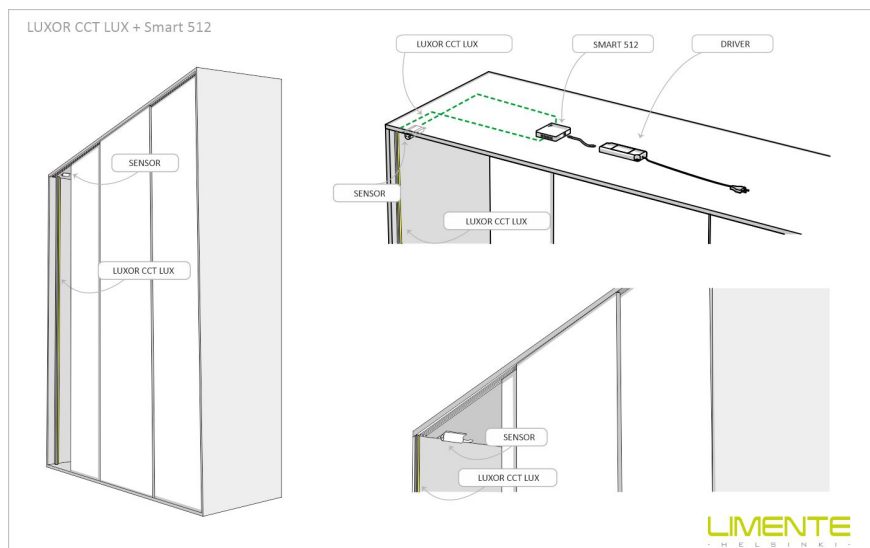 LUXOR CCT LUX + Smart 512
SENSOR
LUXOR CCT LUX
LUXOR CCT LUX
SMART 512
DRIVER
SENSOR
LUXOR CCT LUX
SENSOR
LUXOR CCT LUX
LIMENTE
- HELSINKI -